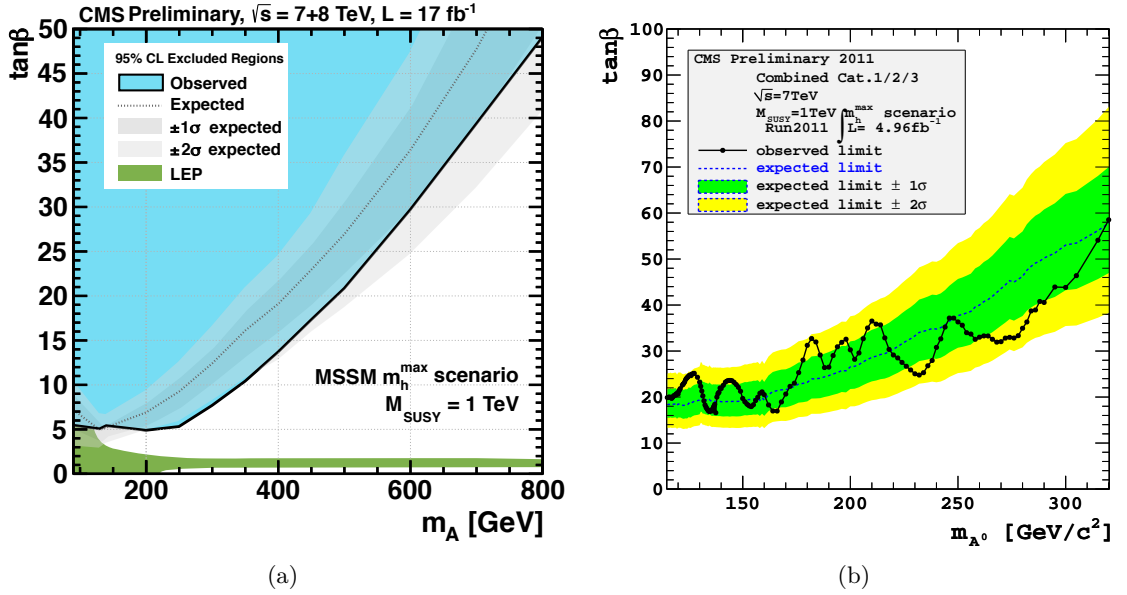 CMS Preliminary, √s = 7+8 TeV, L = 17 fb⁻¹
tanβ
50
45
40
35
30
25
20
15
10
5
0
95% CL Excluded Regions
Observed
Expected
±1σ expected
±2σ expected
LEP
MSSM m_h^max scenario
M_SUSY = 1 TeV
200 400 600 800
m_A [GeV]
(a)
tanβ
100
90
80
70
60
50
40
30
20
10
0
CMS Preliminary 2011
Combined Cat.1/2/3
√s=7TeV
M_SUSY=1TeV m_h^max scenario
Run2011 ∫L= 4.96fb⁻¹
observed limit
expected limit
expected limit ± 1σ
expected limit ± 2σ
150 200 250 300
m_A⁰ [GeV/c²]
(b)